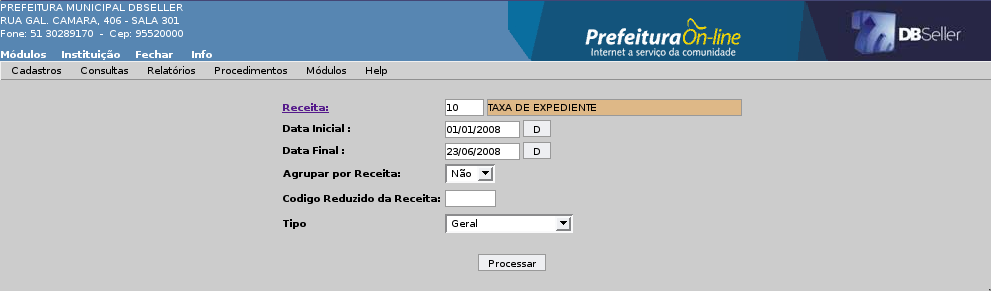 PREFEITURA MUNICIPAL DBSELLER
RUA GAL. CAMARA, 406 - SALA 301
Fone: 51 30289170 - Cep: 95520000
Módulos Instituição Fechar Info
PrefeituraOn-line
Internet a serviço da comunidade
DBSeller
Cadastros Consultas Relatórios Procedimentos Módulos Help
Receita: 10 TAXA DE EXPEDIENTE
Data Inicial : 01/01/2008 D
Data Final : 23/06/2008 D
Agrupar por Receita: Não
Codigo Reduzido da Receita:
Tipo Geral
Processar